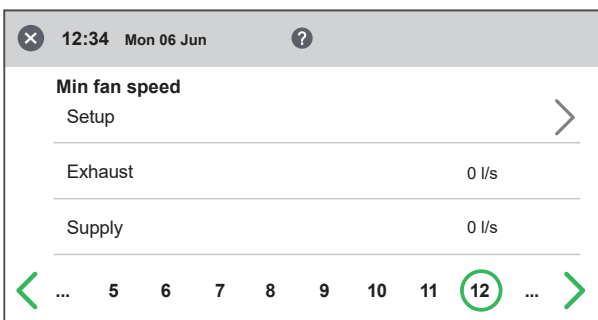 12:34 Mon 06 Jun ?
Min fan speed
Setup
Exhaust 0 l/s
Supply 0 l/s
... 5 6 7 8 9 10 11 12 ...